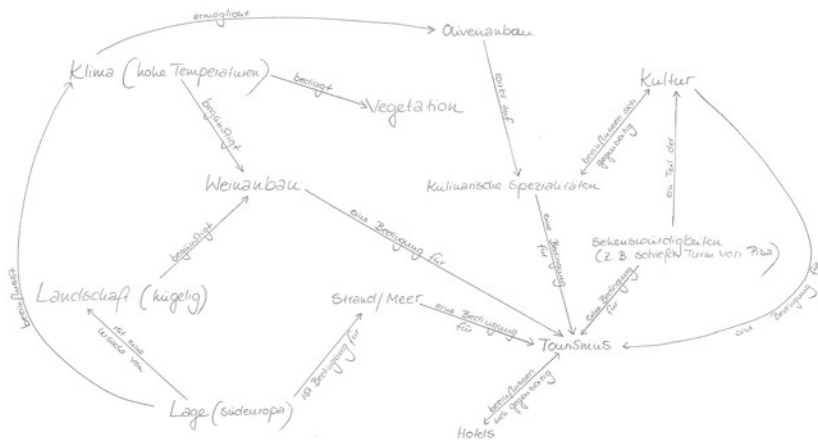 ermöglicht
Olivenanbau
Klima (hohe Temperaturen)
bedingt
Vegetation
wirkt auf
Kultur
begünstigt
beeinflussen sich
gegenseitig
ein Teil der
Weinanbau
Kulinarische Spezialitäten
eine Bedingung für
eine Bedingung
für
Sehenswürdigkeiten
(z.B. schiefer Turm von Pisa)
begünstigt
beeinflusst
Landschaft (hügelig)
Strand/Meer
eine Bedingung
für
eine Bedingung
für
eine Bedingung für
Tourismus
ist eine
Ursache von
ist Bedingung für
Lage (Südeuropa)
beeinflussen
gegenseitig
Hotels